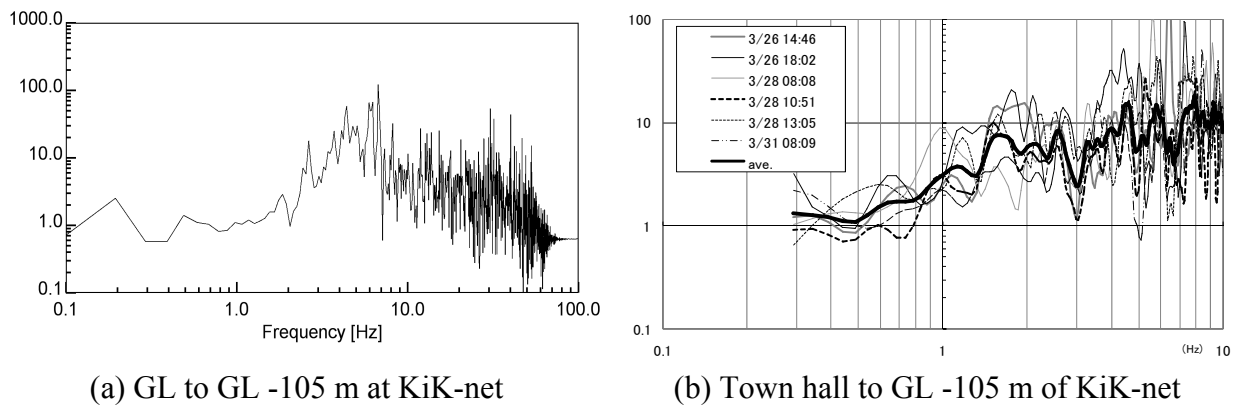 1000.0
100.0
10.0
1.0
0.1
0.1 1.0 10.0 100.0
Frequency [Hz]
(a) GL to GL -105 m at KiK-net
100
10
1
0.1
3/26 14:46
3/26 18:02
3/28 08:08
3/28 10:51
3/28 13:05
3/31 08:09
ave.
0.1 1 (Hz) 10
(b) Town hall to GL -105 m of KiK-net